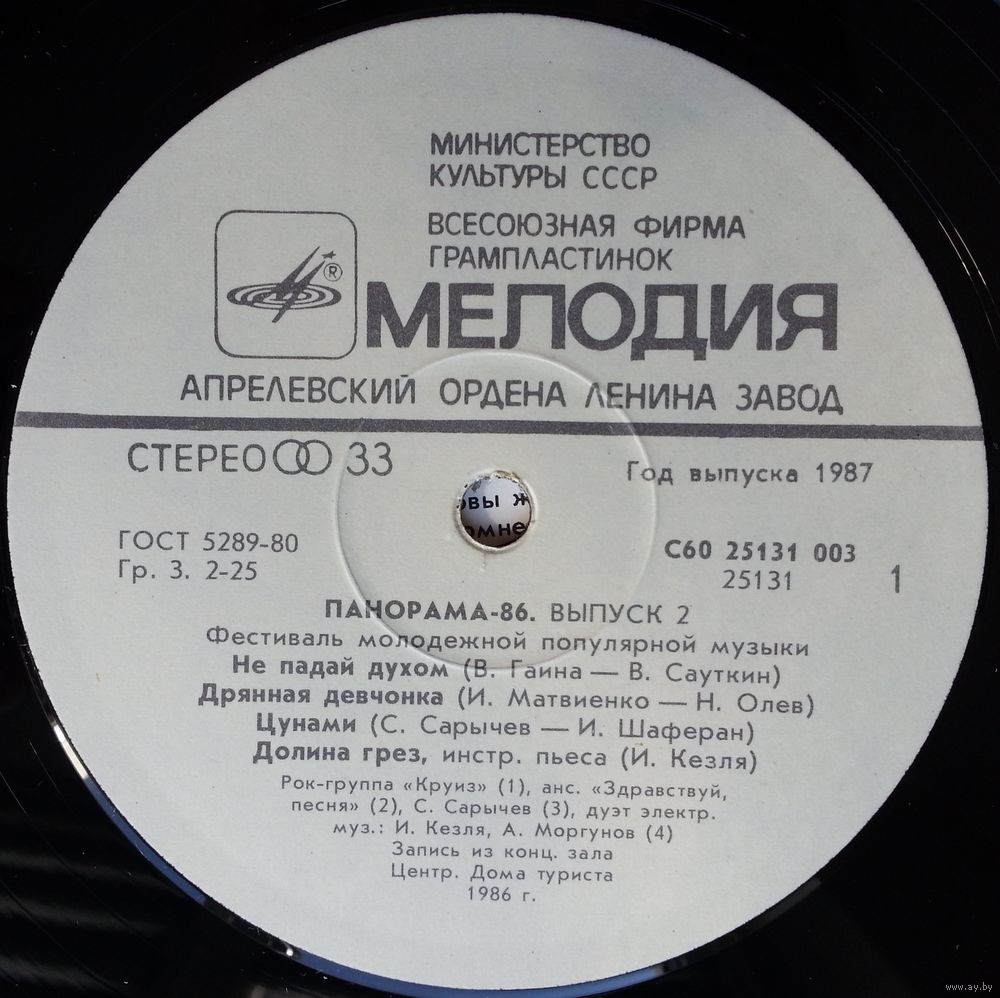 МИНИСТЕРСТВО
КУЛЬТУРЫ СССР
ВСЕСОЮЗНАЯ ФИРМА
ГРАМПЛАСТИНОК
®
МЕЛОДИЯ
АПРЕЛЕВСКИЙ ОРДЕНА ЛЕНИНА ЗАВОД
СТЕРЕО 33
Год выпуска 1987
ГОСТ 5289-80
Гр. 3. 2-25
С60 25131 003
25131
1
ПАНОРАМА-86. ВЫПУСК 2
Фестиваль молодежной популярной музыки
Не падай духом (В. Гаина — В. Сауткин)
Дрянная девчонка (И. Матвиенко — Н. Олев)
Цунами (С. Сарычев — И. Шаферан)
Долина грез, инстр. пьеса (И. Кезля)
Рок-группа «Круиз» (1), анс. «Здравствуй,
песня» (2), С. Сарычев (3), дуэт электр.
муз.: И. Кезля, А. Моргунов (4)
Запись из конц. зала
Центр. Дома туриста
1986 г.
www.ay.by